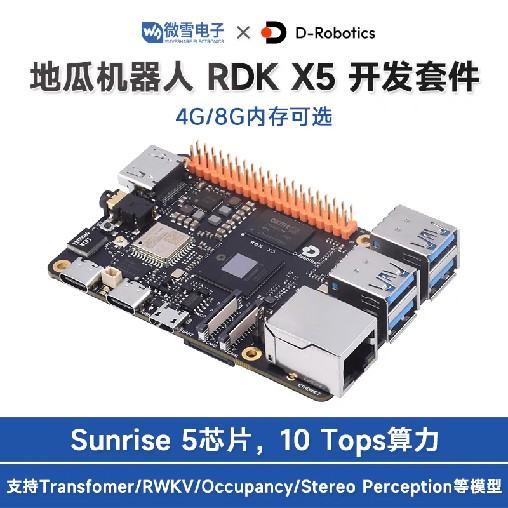 微雪电子 × D-Robotics
地瓜机器人 RDK X5 开发套件
4G/8G内存可选
RDK X5
Sunrise 5芯片，10 Tops算力
支持Transfomer/RWKV/Occupancy/Stereo Perception等模型